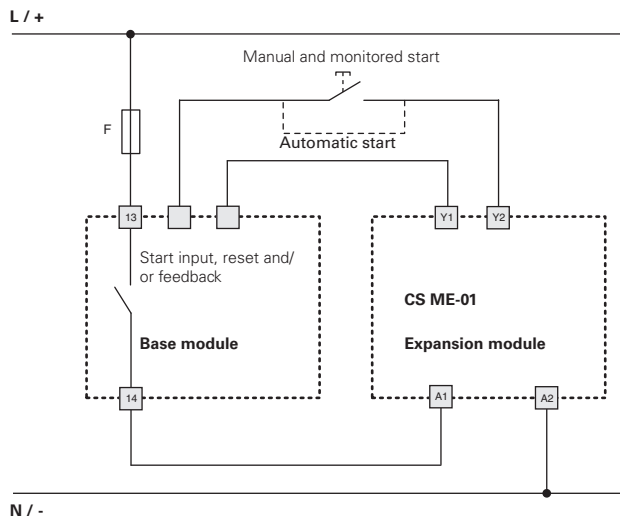 L / +
Manual and monitored start
F
Automatic start
13
Y1
Y2
Start input, reset and/
or feedback
CS ME-01
Base module
Expansion module
14
A1
A2
N / -